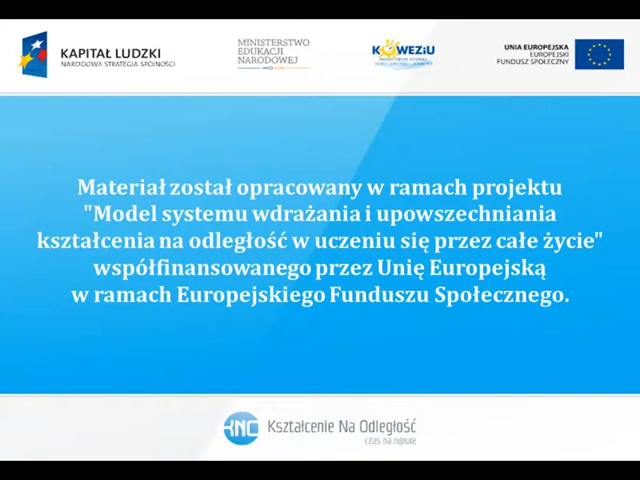 KAPITAŁ LUDZKI
NARODOWA STRATEGIA SPÓJNOŚCI
MINISTERSTWO
EDUKACJI
NARODOWEJ
KOWEZiU
UNIA EUROPEJSKA
EUROPEJSKI
FUNDUSZ SPOŁECZNY
Materiał został opracowany w ramach projektu
"Model systemu wdrażania i upowszechniania
kształcenia na odległość w uczeniu się przez całe życie"
współfinansowanego przez Unię Europejską
w ramach Europejskiego Funduszu Społecznego.
KNO Kształcenie Na Odległość
czas na naukę